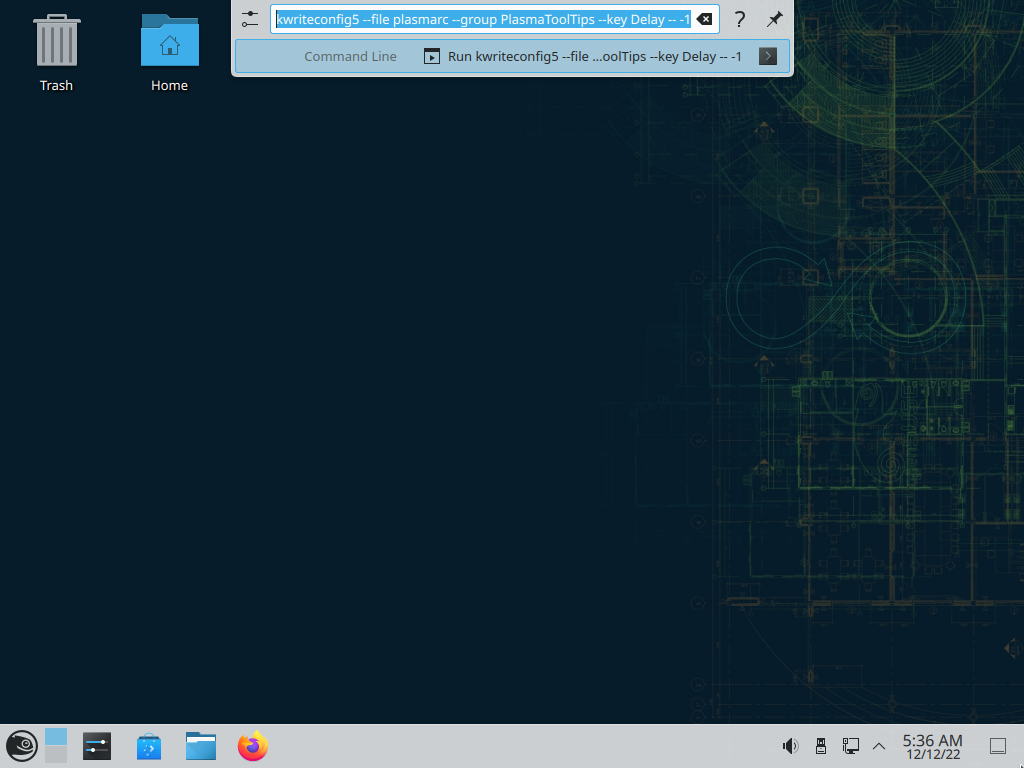 kwriteconfig5 --file plasmarc --group PlasmaToolTips --key Delay -- -1
?
Command Line Run kwriteconfig5 --file ...oolTips --key Delay -- -1
Trash Home
5:36 AM
12/12/22